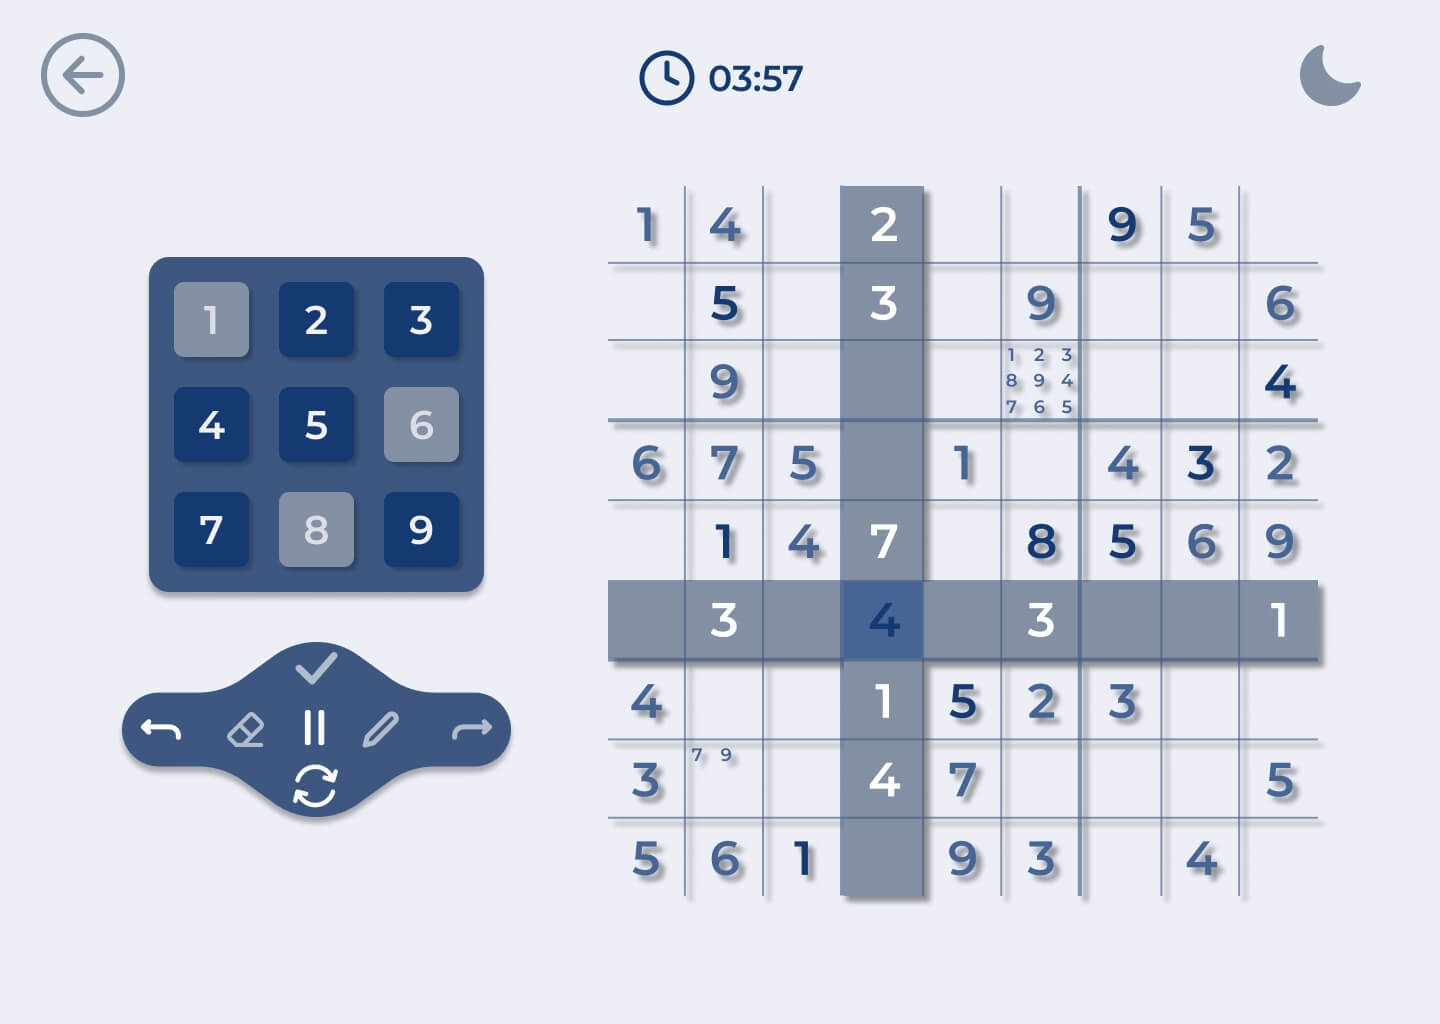 03:57
1 2 3
4 5 6
7 8 9
1 4 2 9 5
5 3 9 6
9 4
1 2 3
8 9 4
7 6 5
6 7 5 1 4 3 2
1 4 7 8 5 6 9
3 4 3 1
4 1 5 2 3
7 9
3 4 7 5
5 6 1 9 3 4